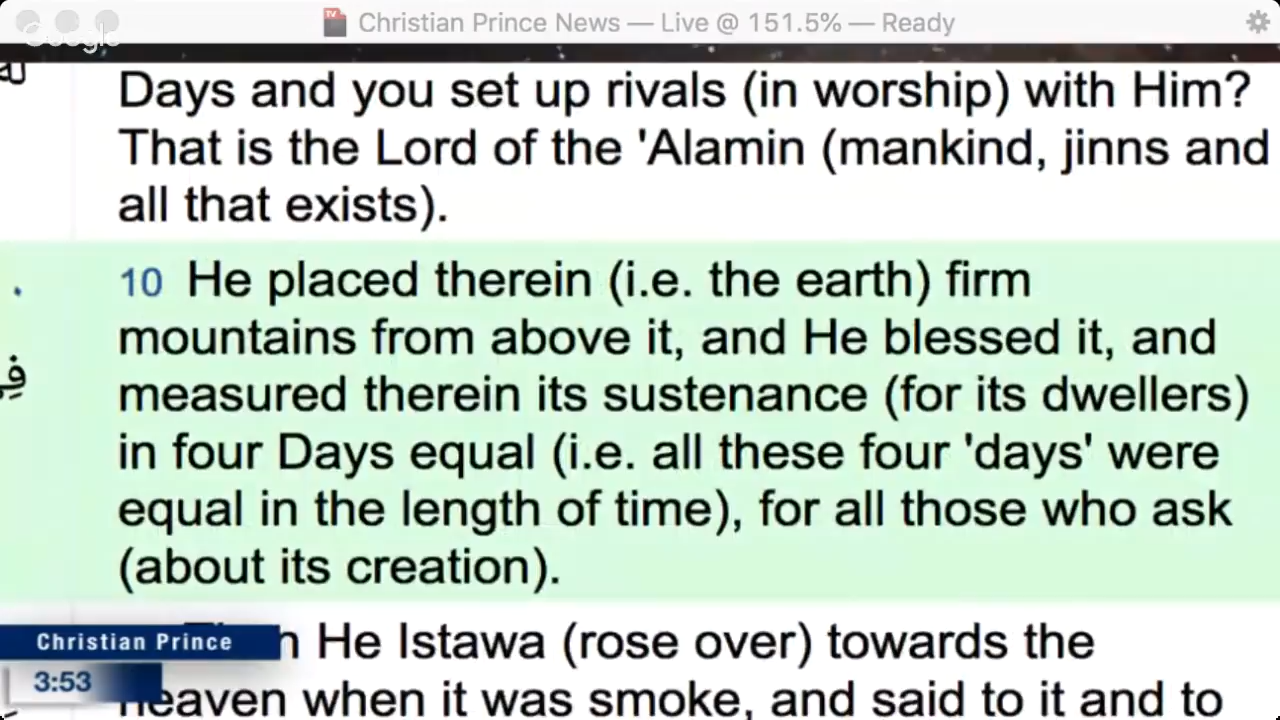 Christian Prince News — Live @ 151.5% — Ready
Google
Days and you set up rivals (in worship) with Him?
That is the Lord of the 'Alamin (mankind, jinns and
all that exists).
10 He placed therein (i.e. the earth) firm
mountains from above it, and He blessed it, and
measured therein its sustenance (for its dwellers)
in four Days equal (i.e. all these four 'days' were
equal in the length of time), for all those who ask
(about its creation).
He Istawa (rose over) towards the
heaven when it was smoke, and said to it and to
Christian Prince
3:53